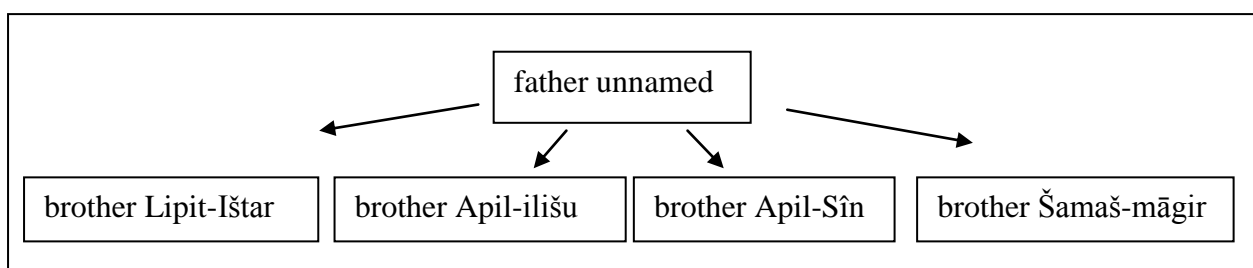 father unnamed
brother Lipit-Ištar
brother Apil-ilišu
brother Apil-Sîn
brother Šamaš-māgir